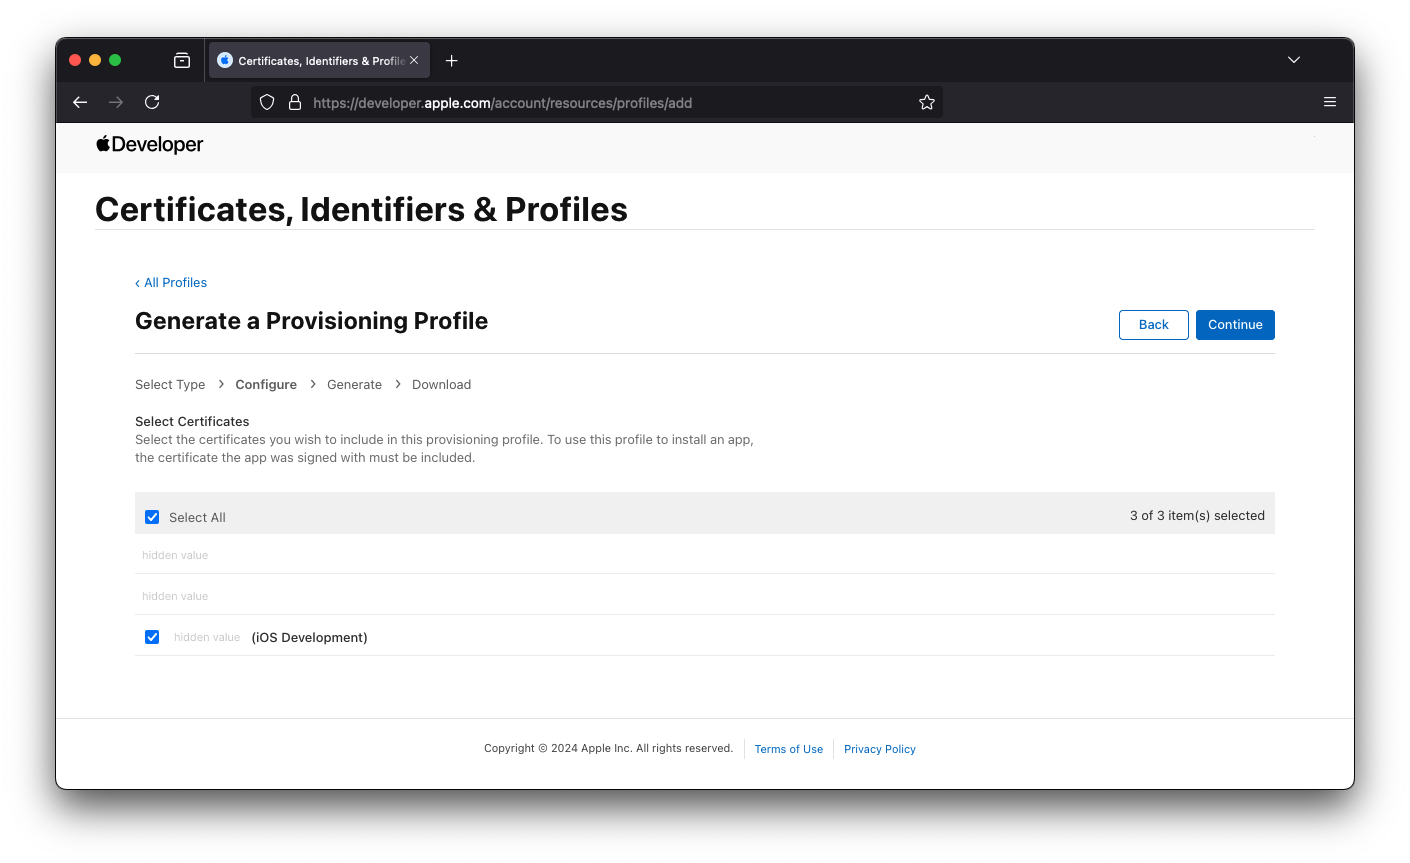 Certificates, Identifiers & Profile
https://developer.apple.com/account/resources/profiles/add
Developer
Certificates, Identifiers & Profiles
‹ All Profiles
Generate a Provisioning Profile
Back
Continue
Select Type > Configure > Generate > Download
Select Certificates
Select the certificates you wish to include in this provisioning profile. To use this profile to install an app,
the certificate the app was signed with must be included.
Select All
3 of 3 item(s) selected
hidden value
hidden value
hidden value (iOS Development)
Copyright © 2024 Apple Inc. All rights reserved.
Terms of Use
Privacy Policy